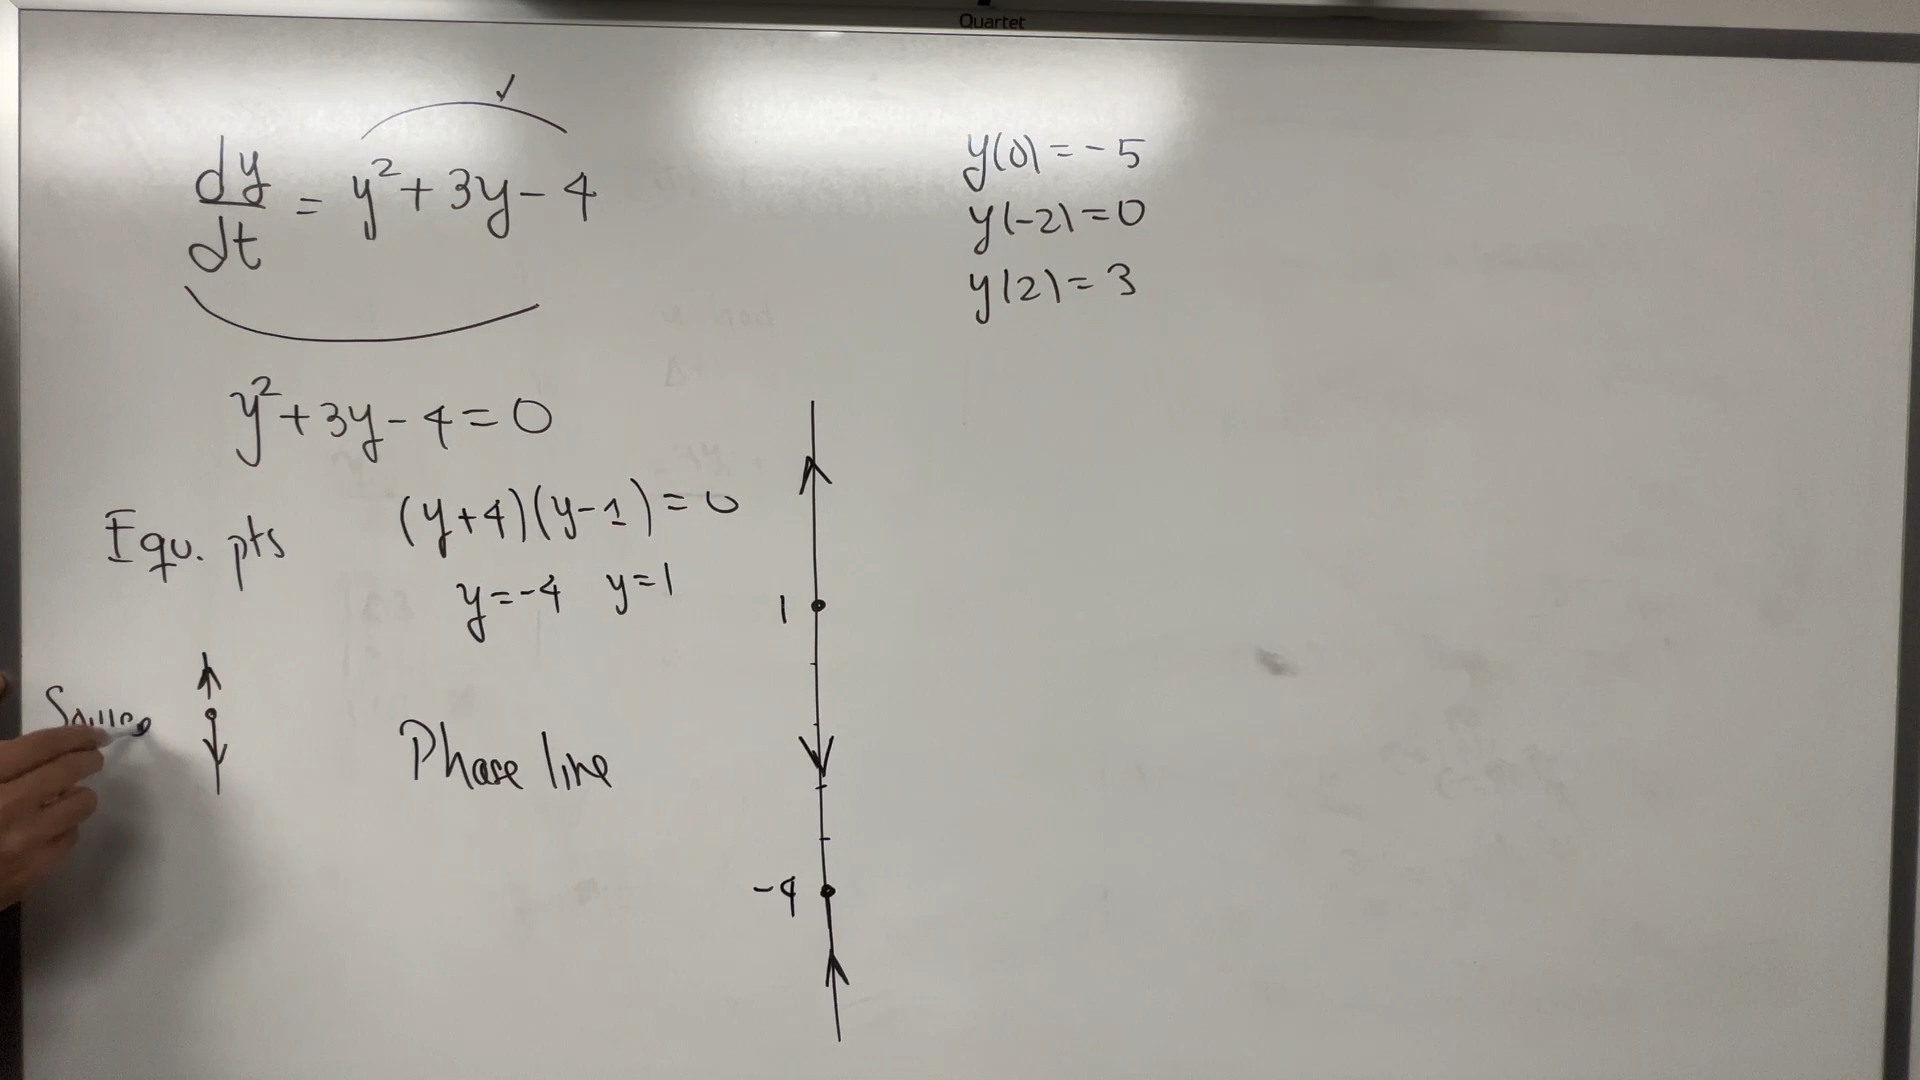 Quartet
dy/dt = y²+3y-4
y(0)=-5
y(-2)=0
y(2)=3
y²+3y-4=0
Equ. pts
(y+4)(y-1)=0
y=-4 y=1
1
Phase line
-4